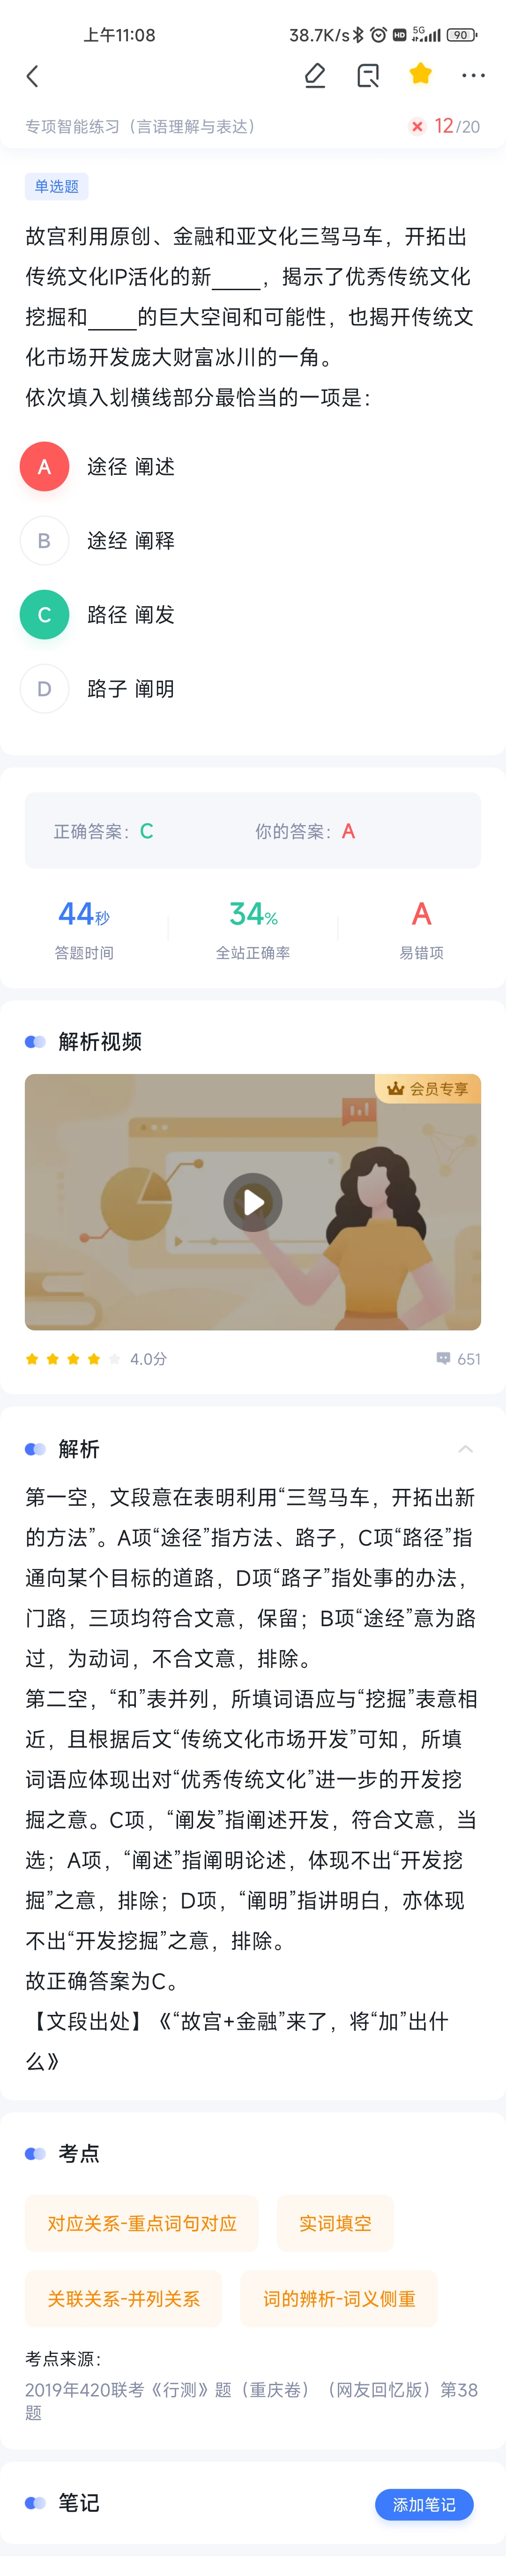 上午11:08
38.7K/s HD 5G 90
专项智能练习（言语理解与表达）
12/20
单选题
故宫利用原创、金融和亚文化三驾马车，开拓出
传统文化IP活化的新_____，揭示了优秀传统文化
挖掘和_____的巨大空间和可能性，也揭开传统文
化市场开发庞大财富冰川的一角。
依次填入划横线部分最恰当的一项是：
A 途径 阐述
B 途经 阐释
C 路径 阐发
D 路子 阐明
正确答案：C 你的答案：A
44秒 34% A
答题时间 全站正确率 易错项
解析视频
会员专享
4.0分 651
解析
第一空，文段意在表明利用“三驾马车，开拓出新
的方法”。A项“途径”指方法、路子，C项“路径”指
通向某个目标的道路，D项“路子”指处事的办法，
门路，三项均符合文意，保留；B项“途经”意为路
过，为动词，不合文意，排除。
第二空，“和”表并列，所填词语应与“挖掘”表意相
近，且根据后文“传统文化市场开发”可知，所填
词语应体现出对“优秀传统文化”进一步的开发挖
掘之意。C项，“阐发”指阐述开发，符合文意，当
选；A项，“阐述”指阐明论述，体现不出“开发挖
掘”之意，排除；D项，“阐明”指讲明白，亦体现
不出“开发挖掘”之意，排除。
故正确答案为C。
【文段出处】《“故宫+金融”来了，将“加”出什
么》
考点
对应关系-重点词句对应 实词填空
关联关系-并列关系 词的辨析-词义侧重
考点来源：
2019年420联考《行测》题（重庆卷）（网友回忆版）第38
题
笔记
添加笔记